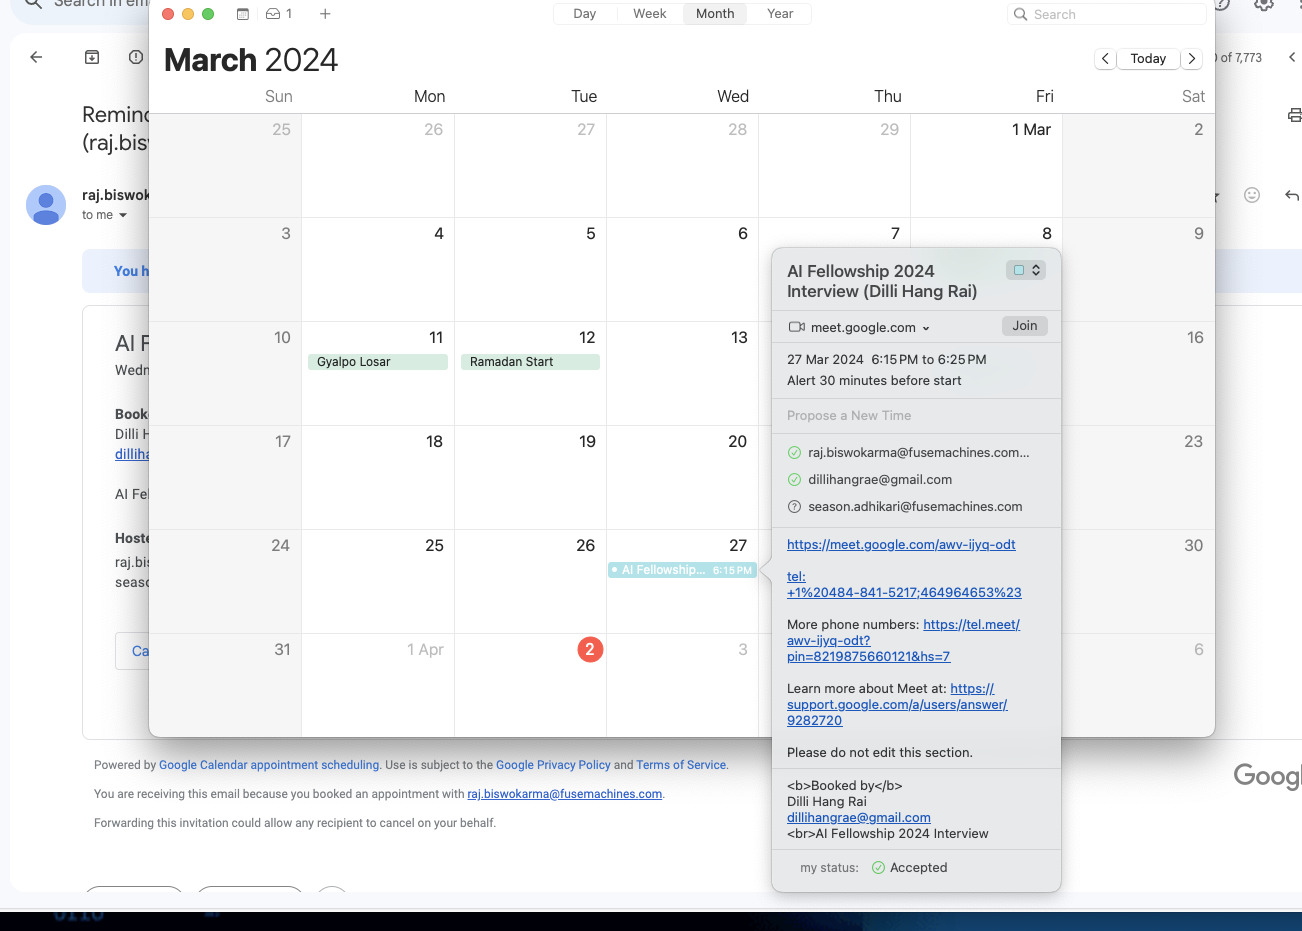 Search in em
1
Day Week Month Year
Search
March 2024
Today
of 7,773
Sun Mon Tue Wed Thu Fri Sat
25 26 27 28 29 1 Mar 2
3 4 5 6 7 8 9
10 11 12 13 16
Gyalpo Losar Ramadan Start
17 18 19 20 23
24 25 26 27 30
AI Fellowship... 6:15 PM
31 1 Apr 2 3 6
Remind
(raj.bisw
raj.biswok
to me
You h
AI F
Wedn
Book
Dilli H
dilliha
AI Fel
Hoste
raj.bis
seaso
Ca
AI Fellowship 2024
Interview (Dilli Hang Rai)
meet.google.com
Join
27 Mar 2024 6:15 PM to 6:25 PM
Alert 30 minutes before start
Propose a New Time
raj.biswokarma@fusemachines.com...
dillihangrae@gmail.com
season.adhikari@fusemachines.com
https://meet.google.com/awv-ijyq-odt
tel:
+1%20484-841-5217;464964653%23
More phone numbers: https://tel.meet/
awv-ijyq-odt?
pin=8219875660121&hs=7
Learn more about Meet at: https://
support.google.com/a/users/answer/
9282720
Please do not edit this section.
<b>Booked by</b>
Dilli Hang Rai
dillihangrae@gmail.com
<br>AI Fellowship 2024 Interview
my status: Accepted
Powered by Google Calendar appointment scheduling. Use is subject to the Google Privacy Policy and Terms of Service.
You are receiving this email because you booked an appointment with raj.biswokarma@fusemachines.com.
Forwarding this invitation could allow any recipient to cancel on your behalf.
Googl